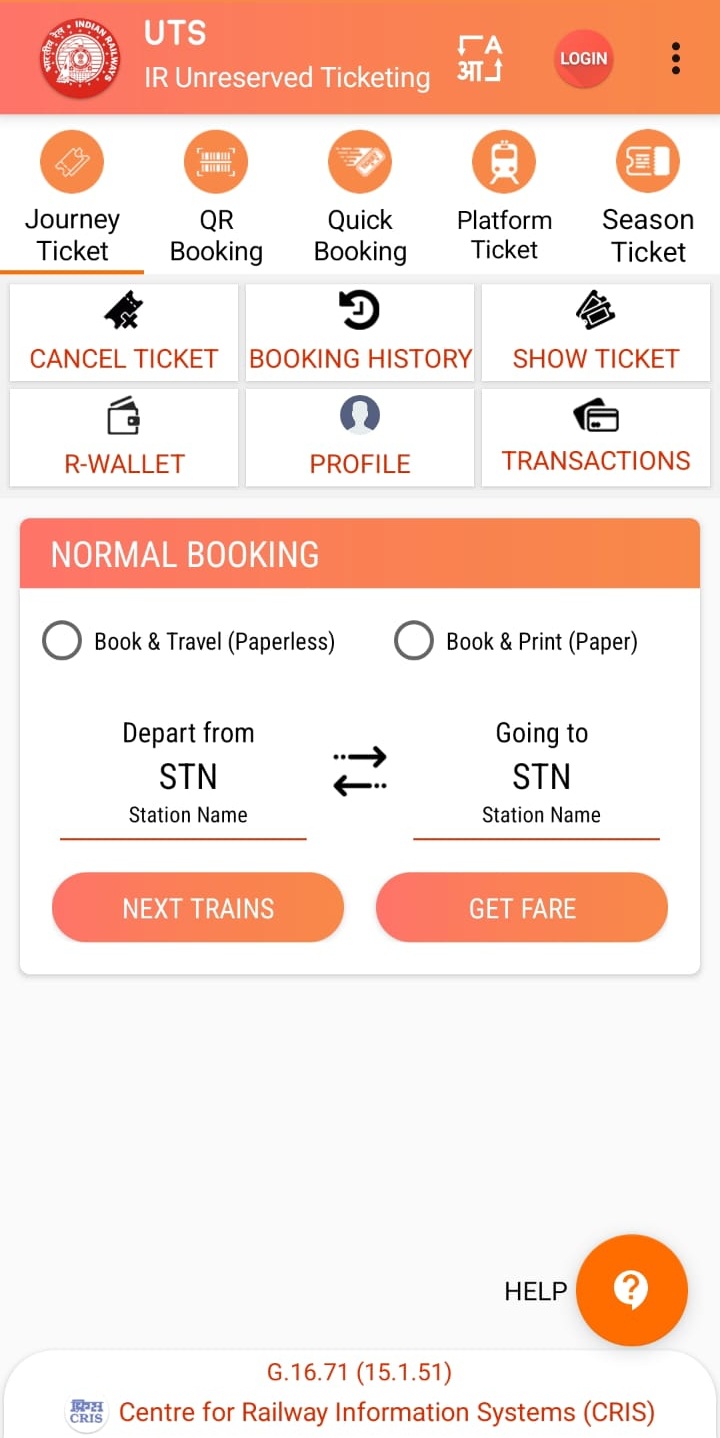 भारतीय रेल • INDIAN RAILWAYS
UTS
IR Unreserved Ticketing
A
आ
LOGIN
Journey Ticket
QR Booking
Quick Booking
Platform Ticket
Season Ticket
CANCEL TICKET
BOOKING HISTORY
SHOW TICKET
R-WALLET
PROFILE
TRANSACTIONS
NORMAL BOOKING
Book & Travel (Paperless)
Book & Print (Paper)
Depart from
STN
Station Name
Going to
STN
Station Name
NEXT TRAINS
GET FARE
HELP
G.16.71 (15.1.51)
क्रिस
CRIS
Centre for Railway Information Systems (CRIS)